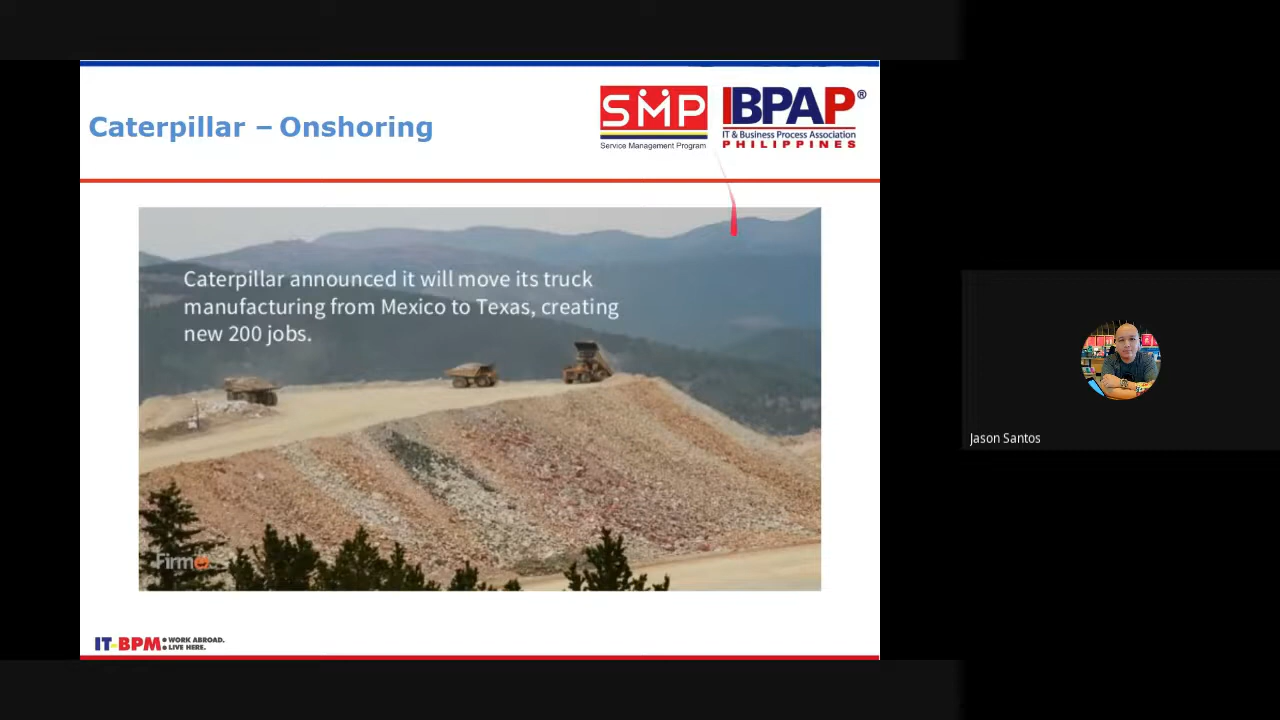 Caterpillar – Onshoring
SMP
Service Management Program
IBPAP®
IT & Business Process Association
PHILIPPINES
Caterpillar announced it will move its truck
manufacturing from Mexico to Texas, creating
new 200 jobs.
Jason Santos
IT-BPM: WORK ABROAD.
LIVE HERE.